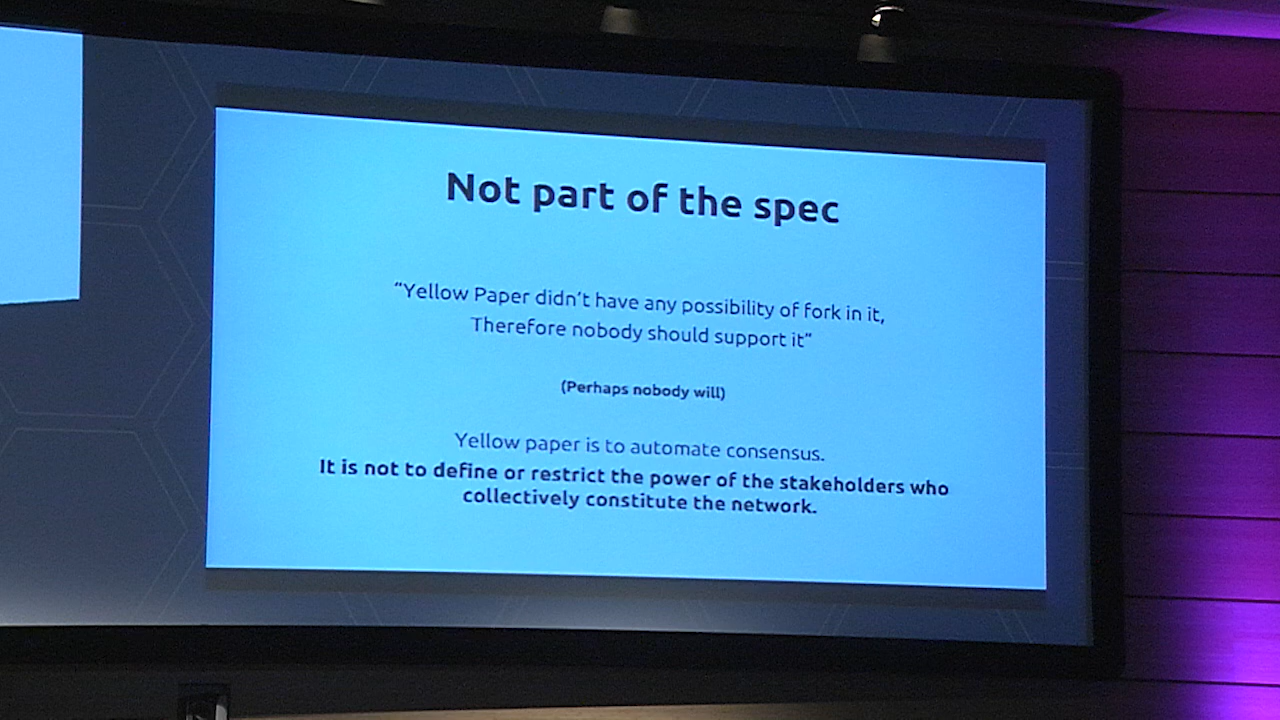 Not part of the spec
“Yellow Paper didn’t have any possibility of fork in it,
Therefore nobody should support it”
(Perhaps nobody will)
Yellow paper is to automate consensus.
It is not to define or restrict the power of the stakeholders who
collectively constitute the network.